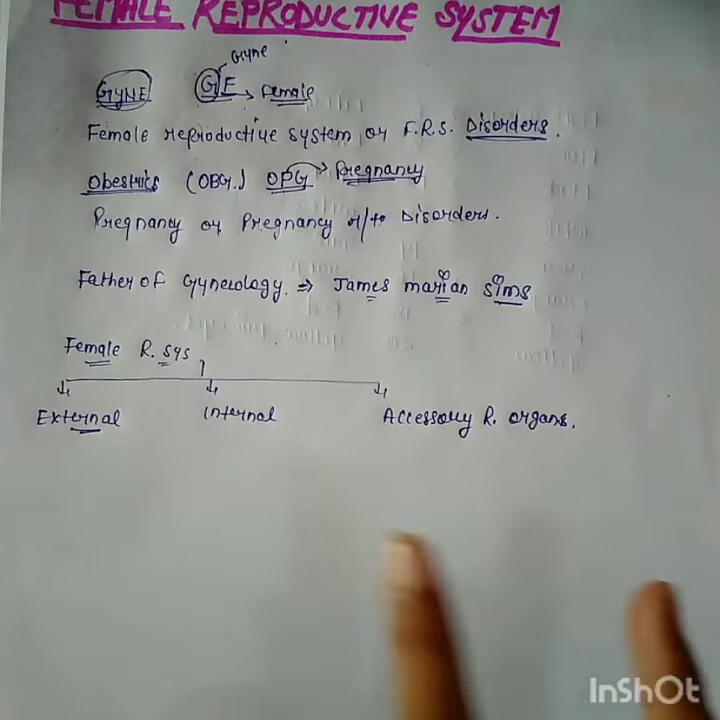 FEMALE REPRODUCTIVE SYSTEM
Gyne
GYNE GF → Female
Female reproductive system or F.R.S. Disorders.
Obestrics (OBG.) OPG → Pregnancy
Pregnancy or Pregnancy r/to Disorders.
Father of Gynecology ⇒ James marian sims
Female R. sys
External Internal Accessory R. organs.
InShOt